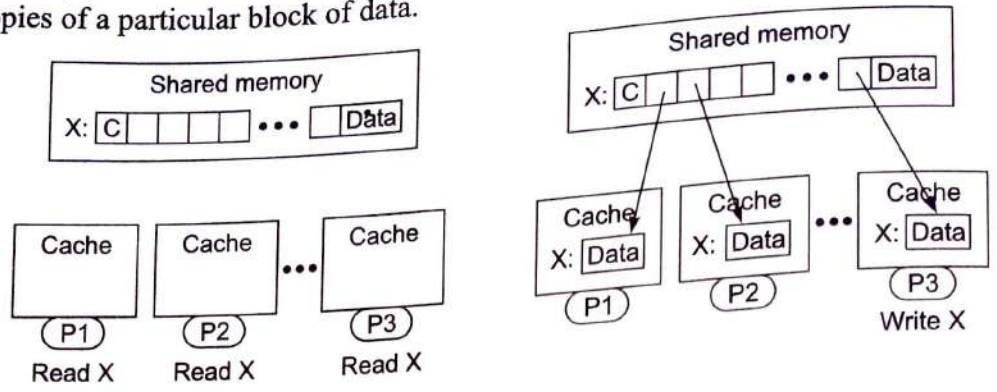 pies of a particular block of data.
Shared memory
X: C ••• Data
Cache Cache ••• Cache
P1 P2 P3
Read X Read X Read X
Shared memory
X: C ••• Data
Cache Cache ••• Cache
X: Data X: Data X: Data
P1 P2 P3
Write X